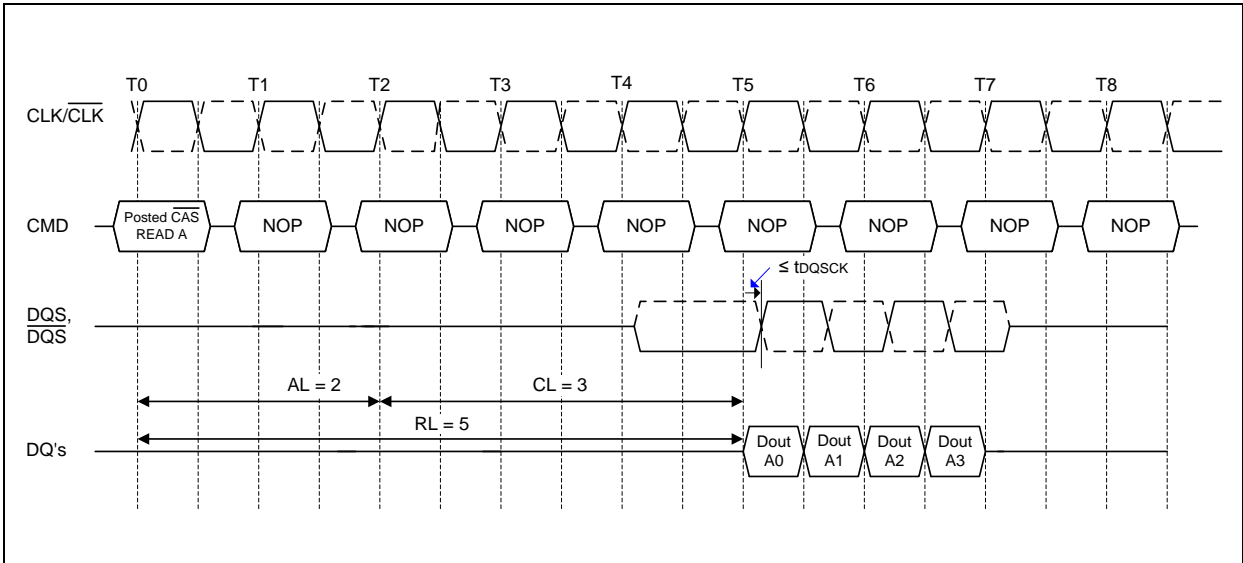 T0 T1 T2 T3 T4 T5 T6 T7 T8
CLK/CLK
CMD
Posted CAS
READ A
NOP NOP NOP NOP NOP NOP NOP NOP
≤ tDQSCK
DQS,
DQS
AL = 2
CL = 3
RL = 5
DQ's
Dout
A0
Dout
A1
Dout
A2
Dout
A3